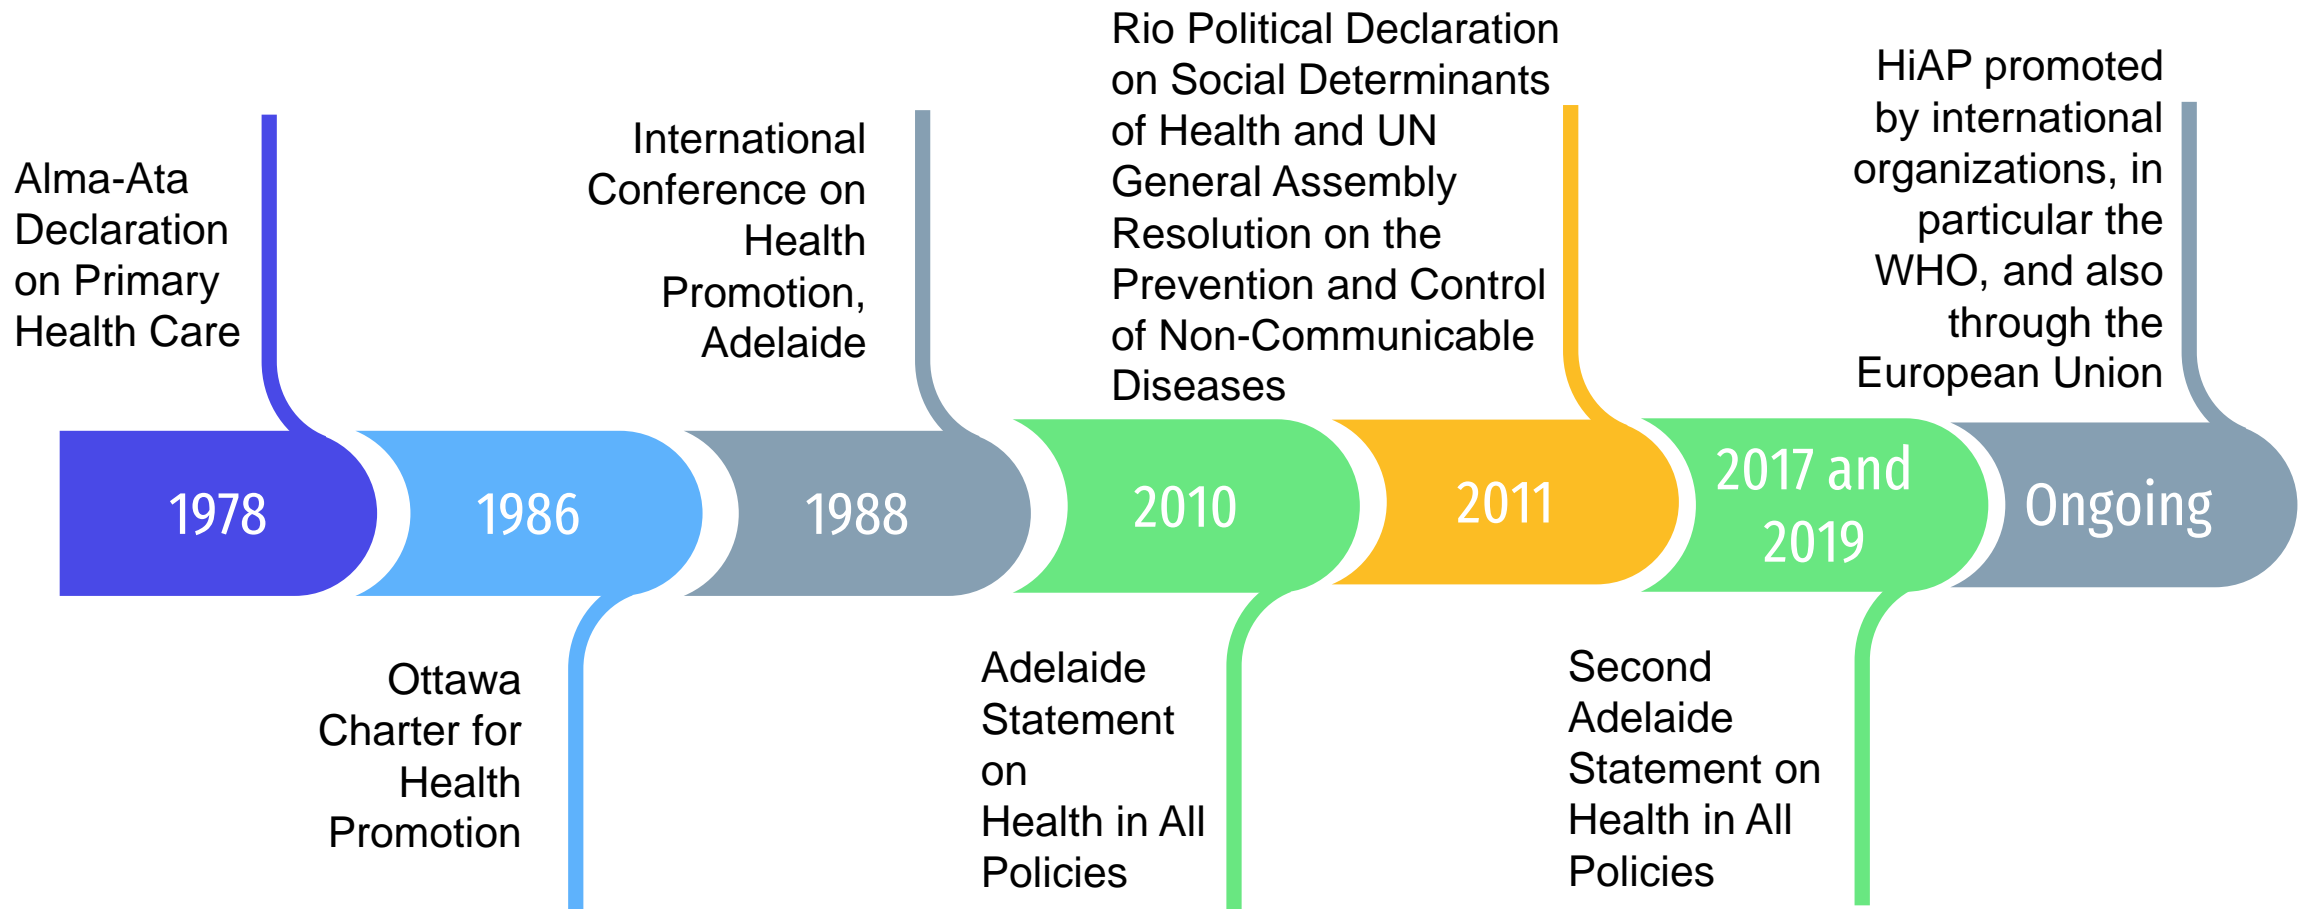 Alma-Ata
Declaration
on Primary
Health Care
1978
1986
Ottawa
Charter for
Health
Promotion
International
Conference on
Health
Promotion,
Adelaide
1988
2010
Adelaide
Statement
on
Health in All
Policies
Rio Political Declaration
on Social Determinants
of Health and UN
General Assembly
Resolution on the
Prevention and Control
of Non-Communicable
Diseases
2011
2017 and
2019
Second
Adelaide
Statement on
Health in All
Policies
HiAP promoted
by international
organizations, in
particular the
WHO, and also
through the
European Union
Ongoing